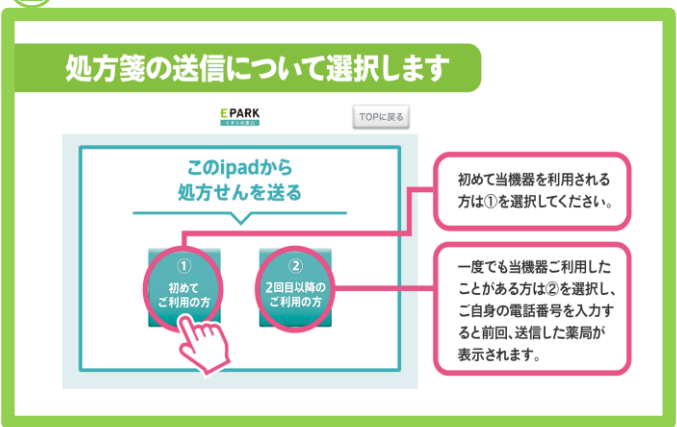 処方箋の送信について選択します
EPARK
TOPに戻る
このipadから
処方せんを送る
①
初めて
ご利用の方
②
2回目以降の
ご利用の方
初めて当機器を利用される
方は①を選択してください。
一度でも当機器ご利用した
ことがある方は②を選択し、
ご自身の電話番号を入力す
ると前回、送信した薬局が
表示されます。